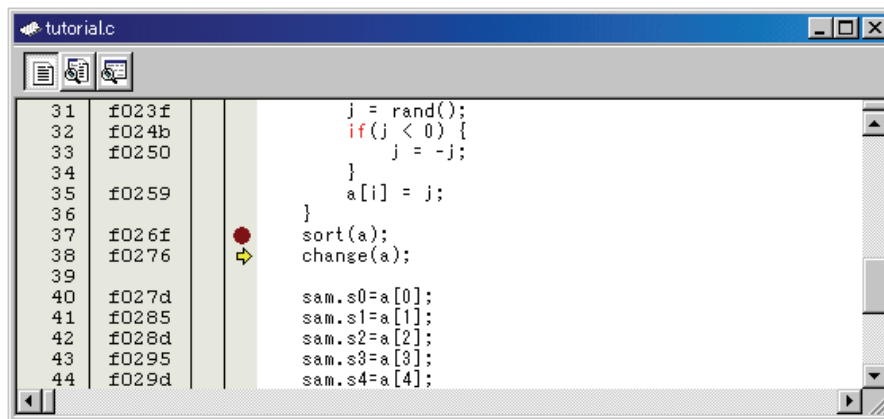 tutorial.c
31 f023f j = rand();
32 f024b if(j < 0) {
33 f0250 j = -j;
34 }
35 f0259 a[i] = j;
36 }
37 f026f sort(a);
38 f0276 change(a);
39
40 f027d sam.s0=a[0];
41 f0285 sam.s1=a[1];
42 f028d sam.s2=a[2];
43 f0295 sam.s3=a[3];
44 f029d sam.s4=a[4];